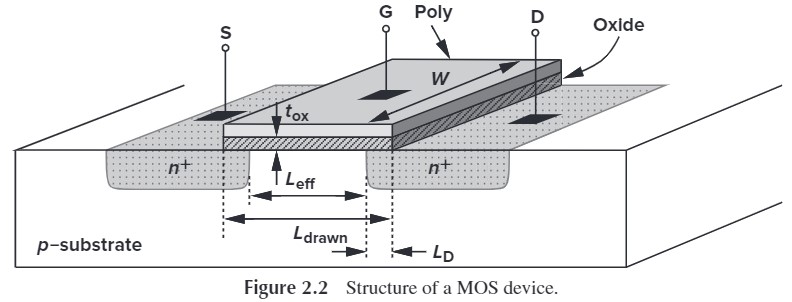 S
G
Poly
D
Oxide
W
tox
n+
n+
Leff
p-substrate
Ldrawn
LD
Figure 2.2 Structure of a MOS device.